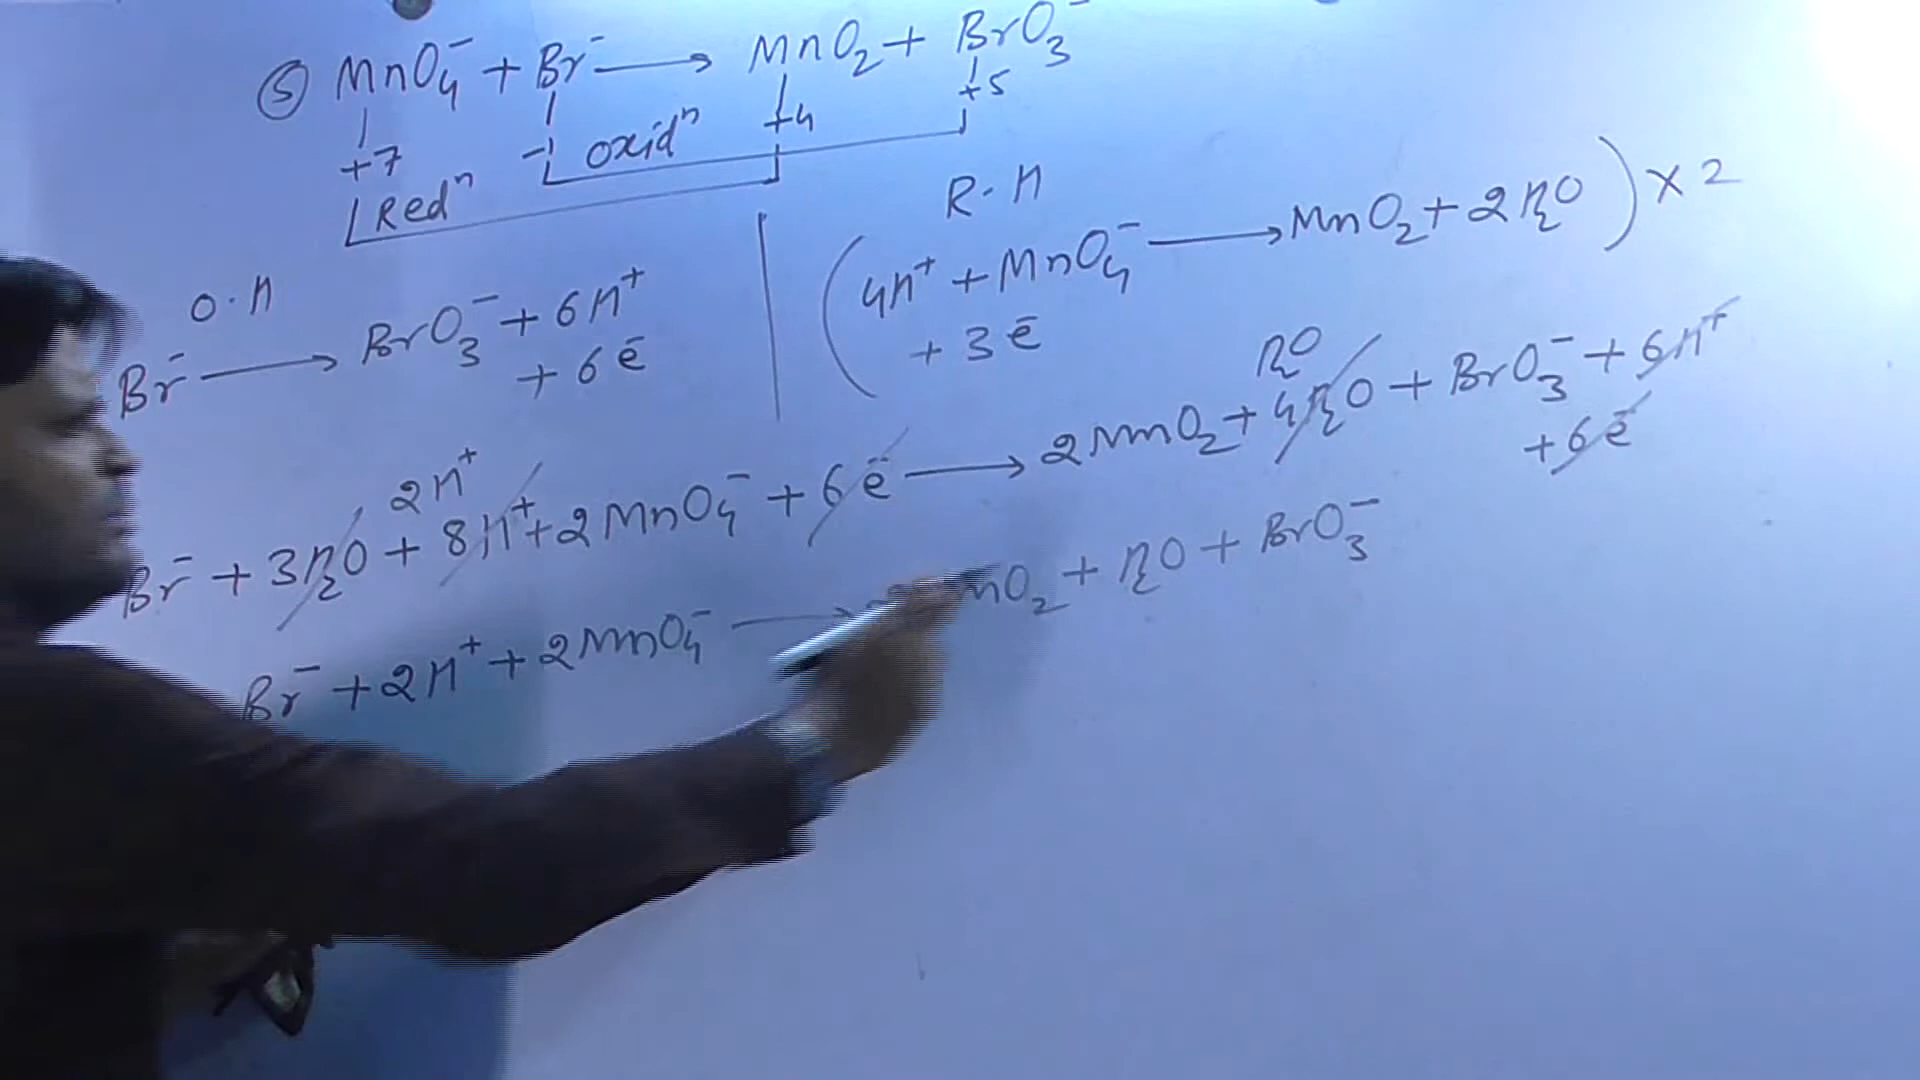 ⑤ MnO₄⁻ + Br⁻ ⟶ MnO₂ + BrO₃⁻
+7 -1 +4 +5
Redⁿ oxidⁿ
O.H
Br⁻ ⟶ BrO₃⁻ + 6H⁺
+ 6e̅
R.H
(4H⁺ + MnO₄⁻ ⟶ MnO₂ + 2H₂O) × 2
+ 3e̅
2H⁺ H₂O
Br⁻ + 3H₂O + 8H⁺ + 2MnO₄⁻ + 6e̅ ⟶ 2MnO₂ + 4H₂O + BrO₃⁻ + 6H⁺
+ 6e̅
Br⁻ + 2H⁺ + 2MnO₄⁻ ⟶ nO₂ + H₂O + BrO₃⁻